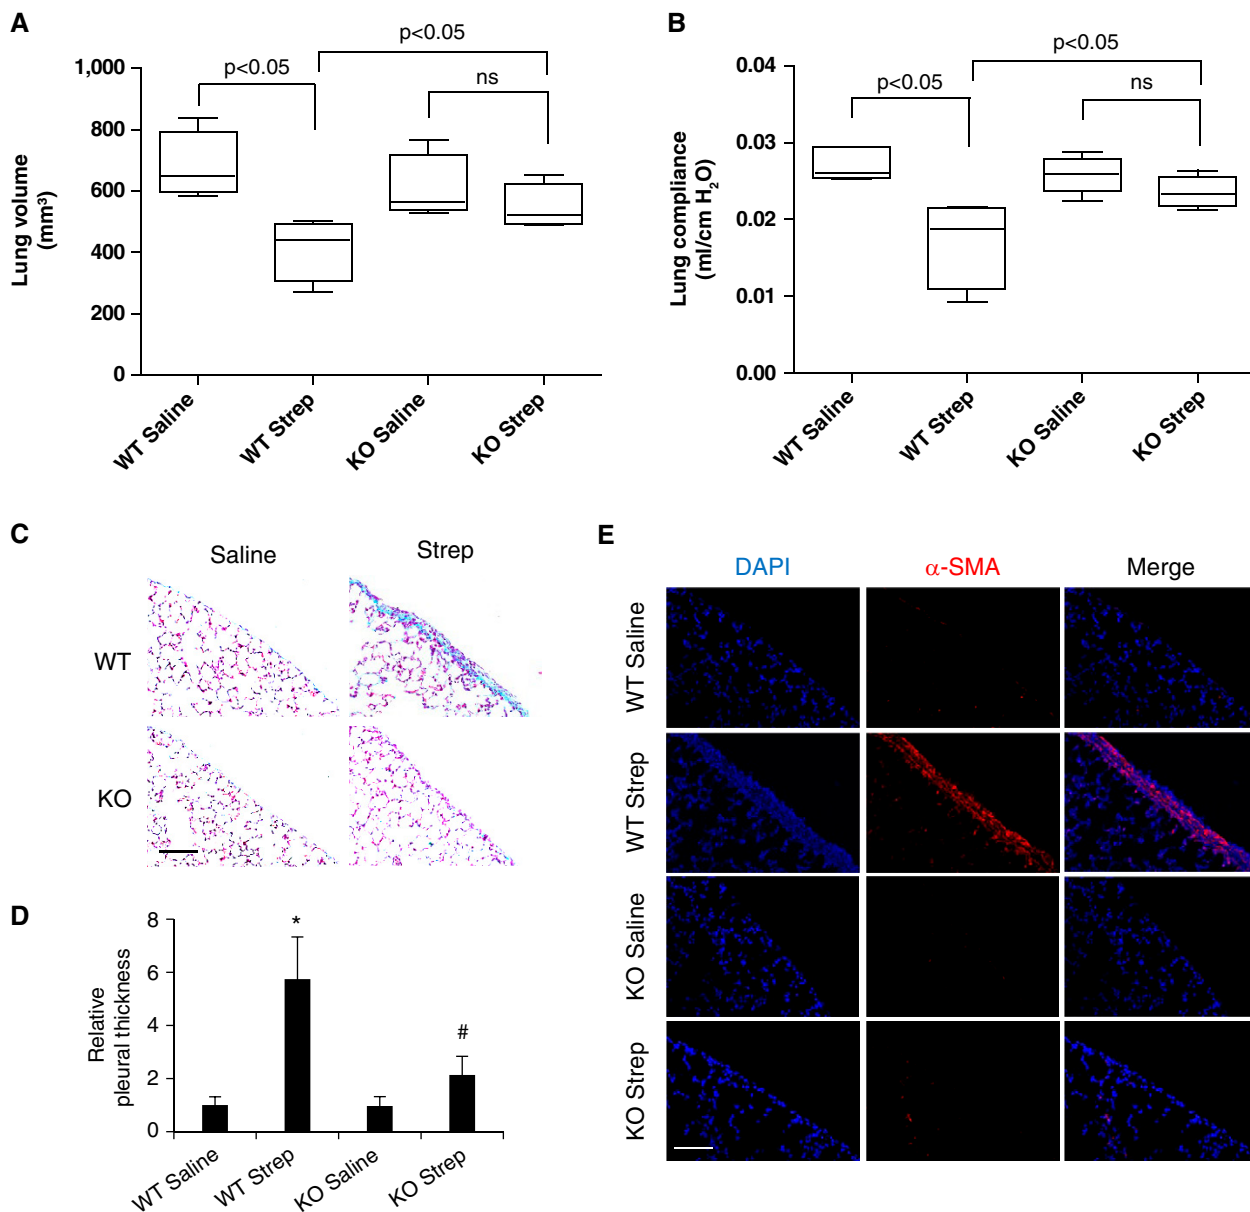 A
p<0.05
p<0.05
ns
1,000
800
600
400
200
0
Lung volume
(mm³)
WT Saline
WT Strep
KO Saline
KO Strep
B
p<0.05
p<0.05
ns
0.04
0.03
0.02
0.01
0.00
Lung compliance
(ml/cm H₂O)
WT Saline
WT Strep
KO Saline
KO Strep
C
Saline
Strep
WT
KO
D
8
6
4
2
0
Relative
pleural thickness
*
#
WT Saline
WT Strep
KO Saline
KO Strep
E
DAPI
α-SMA
Merge
WT Saline
WT Strep
KO Saline
KO Strep